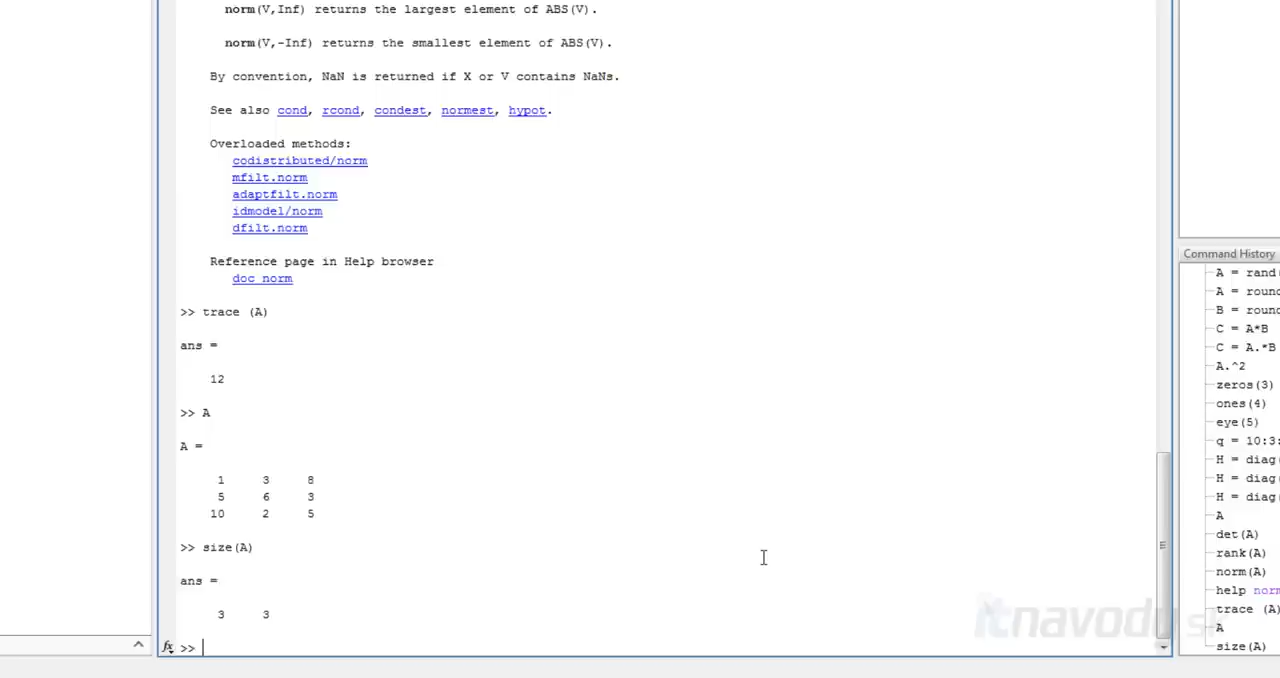 norm(V,Inf) returns the largest element of ABS(V).
norm(V,-Inf) returns the smallest element of ABS(V).
By convention, NaN is returned if X or V contains NaNs.
See also cond, rcond, condest, normest, hypot.
Overloaded methods:
codistributed/norm
mfilt.norm
adaptfilt.norm
idmodel/norm
dfilt.norm
Reference page in Help browser
doc norm
>> trace (A)
ans =
12
>> A
A =
1 3 8
5 6 3
10 2 5
>> size(A)
ans =
3 3
fx >>
Command History
A = rand(
A = round
B = round
C = A*B
C = A.*B
A.^2
zeros(3)
ones(4)
eye(5)
q = 10:3:
H = diag(
H = diag(
H = diag(
A
det(A)
rank(A)
norm(A)
help norm
trace (A)
A
size(A)
itnavody.sk